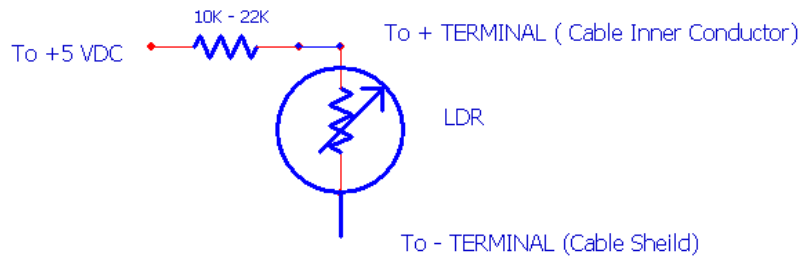 10K - 22K
To + TERMINAL ( Cable Inner Conductor)
To +5 VDC
LDR
To - TERMINAL (Cable Sheild)